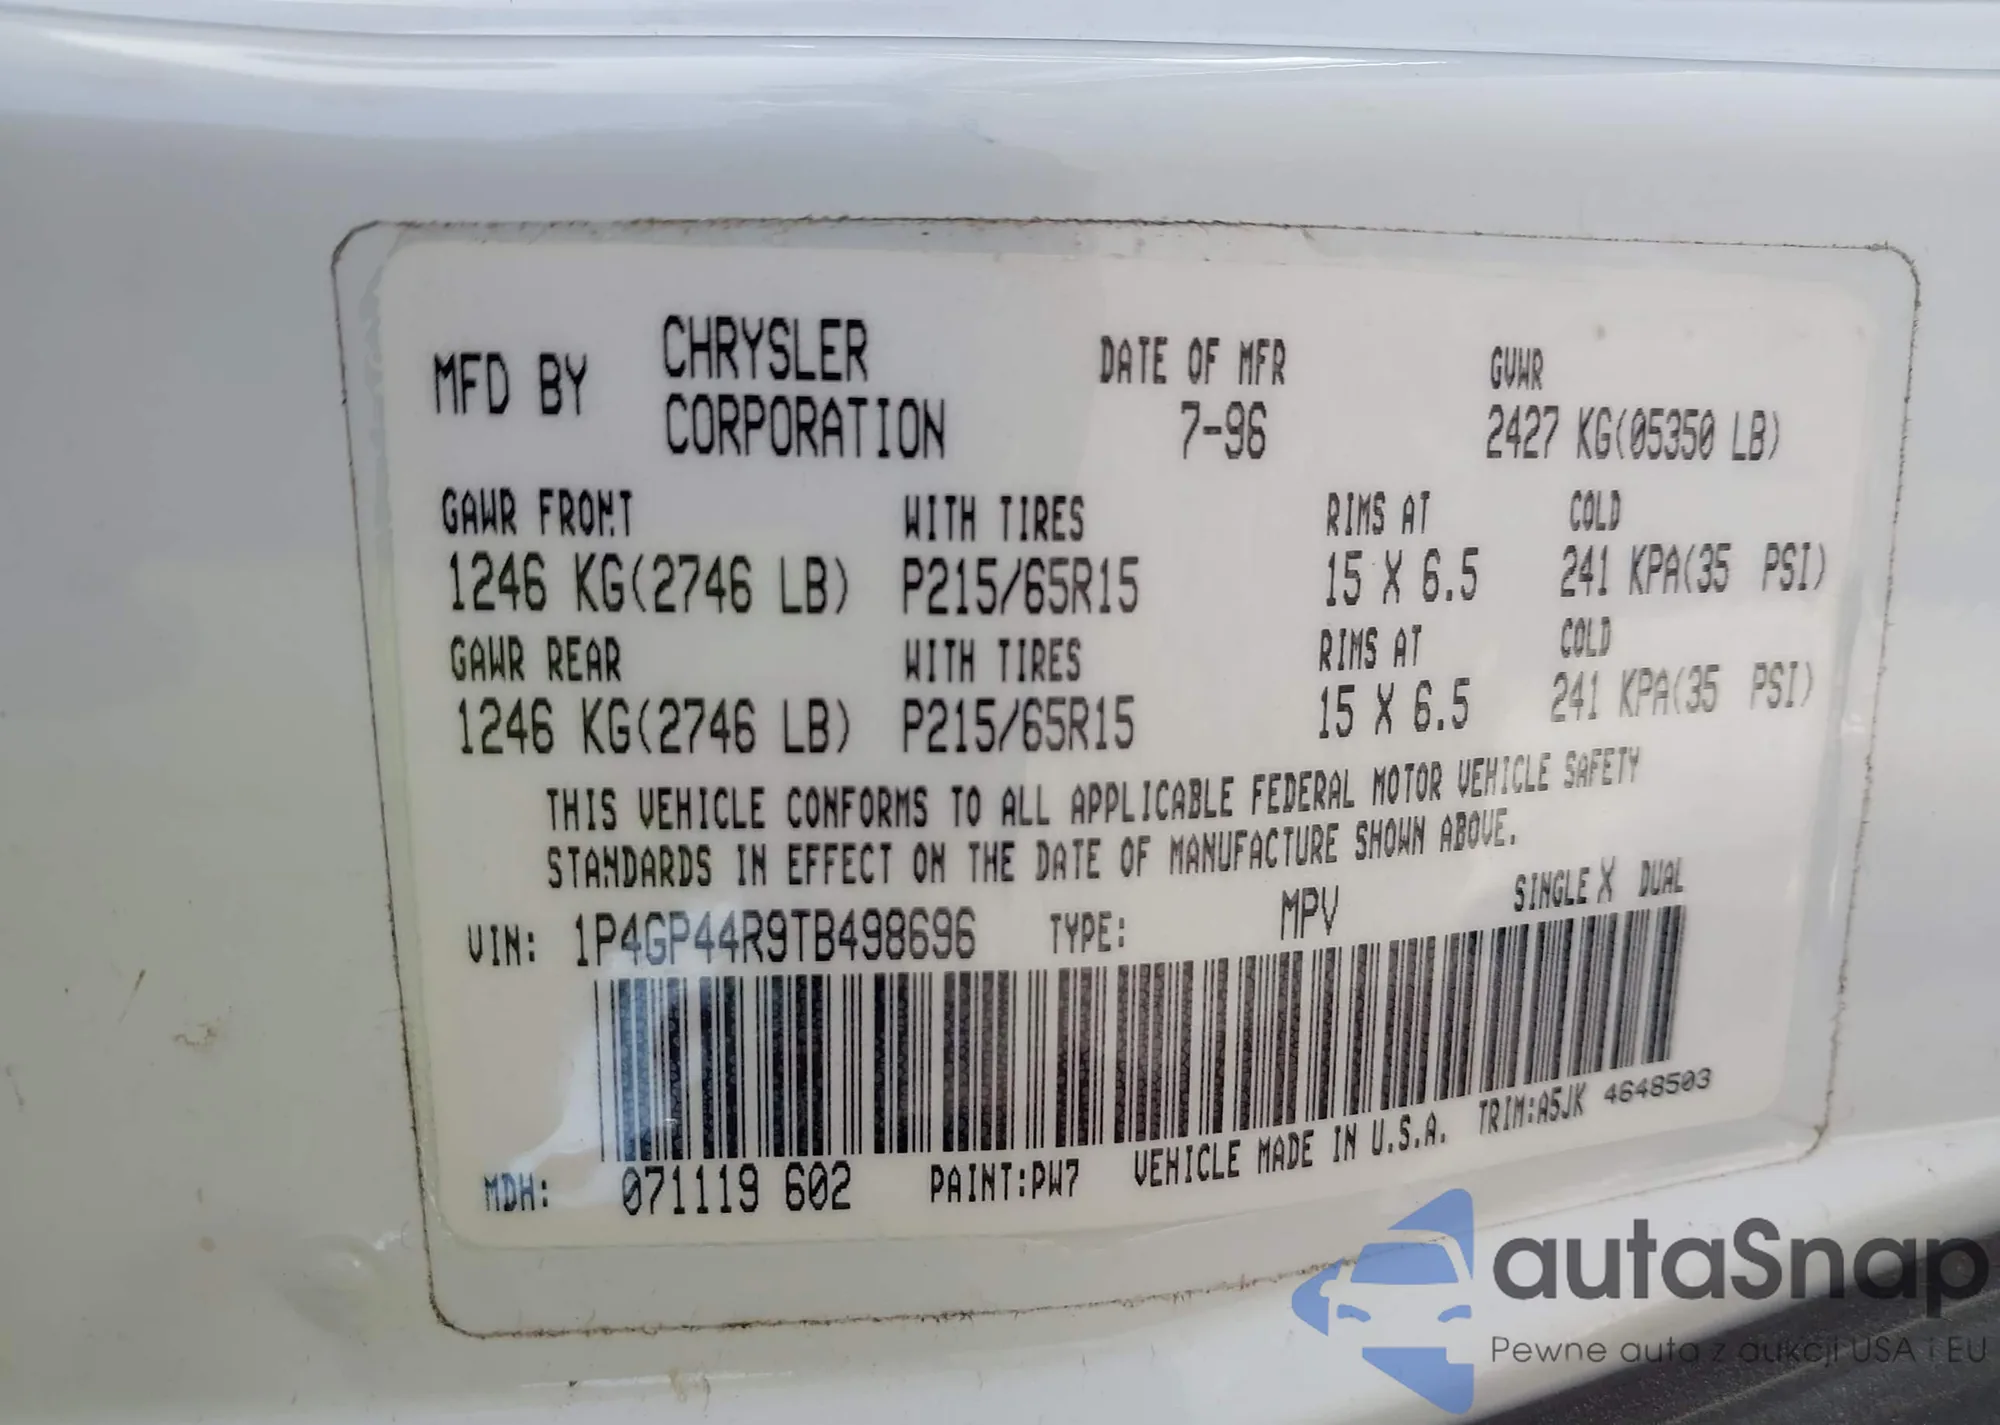 MFD BY CHRYSLER CORPORATION DATE OF MFR 7-96 GVWR 2427 KG(05350 LB)
GAWR FRONT WITH TIRES RIMS AT COLD
1246 KG(2746 LB) P215/65R15 15 X 6.5 241 KPA(35 PSI)
GAWR REAR WITH TIRES RIMS AT COLD
1246 KG(2746 LB) P215/65R15 15 X 6.5 241 KPA(35 PSI)
THIS VEHICLE CONFORMS TO ALL APPLICABLE FEDERAL MOTOR VEHICLE SAFETY
STANDARDS IN EFFECT ON THE DATE OF MANUFACTURE SHOWN ABOVE.
VIN: 1P4GP44R9TB498696 TYPE: MPV SINGLE X DUAL
MDH: 071119 602 PAINT:PW7 VEHICLE MADE IN U.S.A. TRIM:A5JK 4648503
autaSnap
Pewne auta z aukcji USA i EU